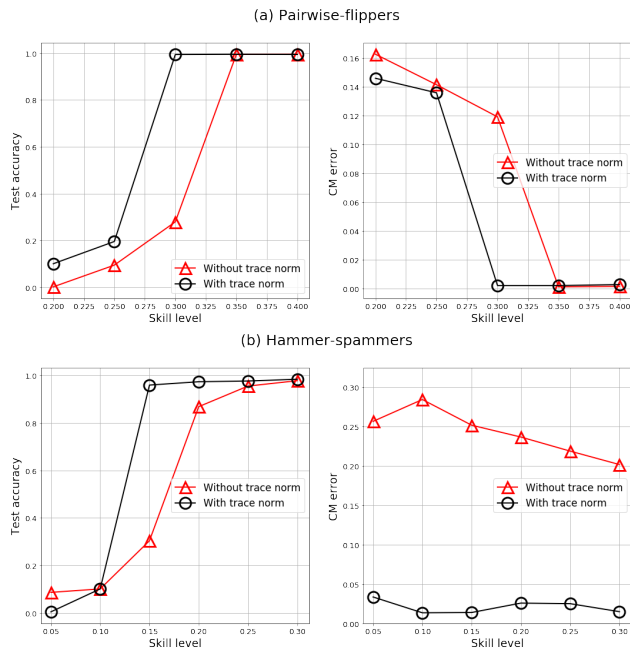 (a) Pairwise-flippers
1.0
0.8
0.6
0.4
0.2
0.0
Test accuracy
Without trace norm
With trace norm
0.200 0.225 0.250 0.275 0.300 0.325 0.350 0.375 0.400
Skill level
0.16
0.14
0.12
0.10
0.08
0.06
0.04
0.02
0.00
CM error
Without trace norm
With trace norm
0.200 0.225 0.250 0.275 0.300 0.325 0.350 0.375 0.400
Skill level
(b) Hammer-spammers
1.0
0.8
0.6
0.4
0.2
0.0
Test accuracy
Without trace norm
With trace norm
0.05 0.10 0.15 0.20 0.25 0.30
Skill level
0.30
0.25
0.20
0.15
0.10
0.05
0.00
CM error
Without trace norm
With trace norm
0.05 0.10 0.15 0.20 0.25 0.30
Skill level